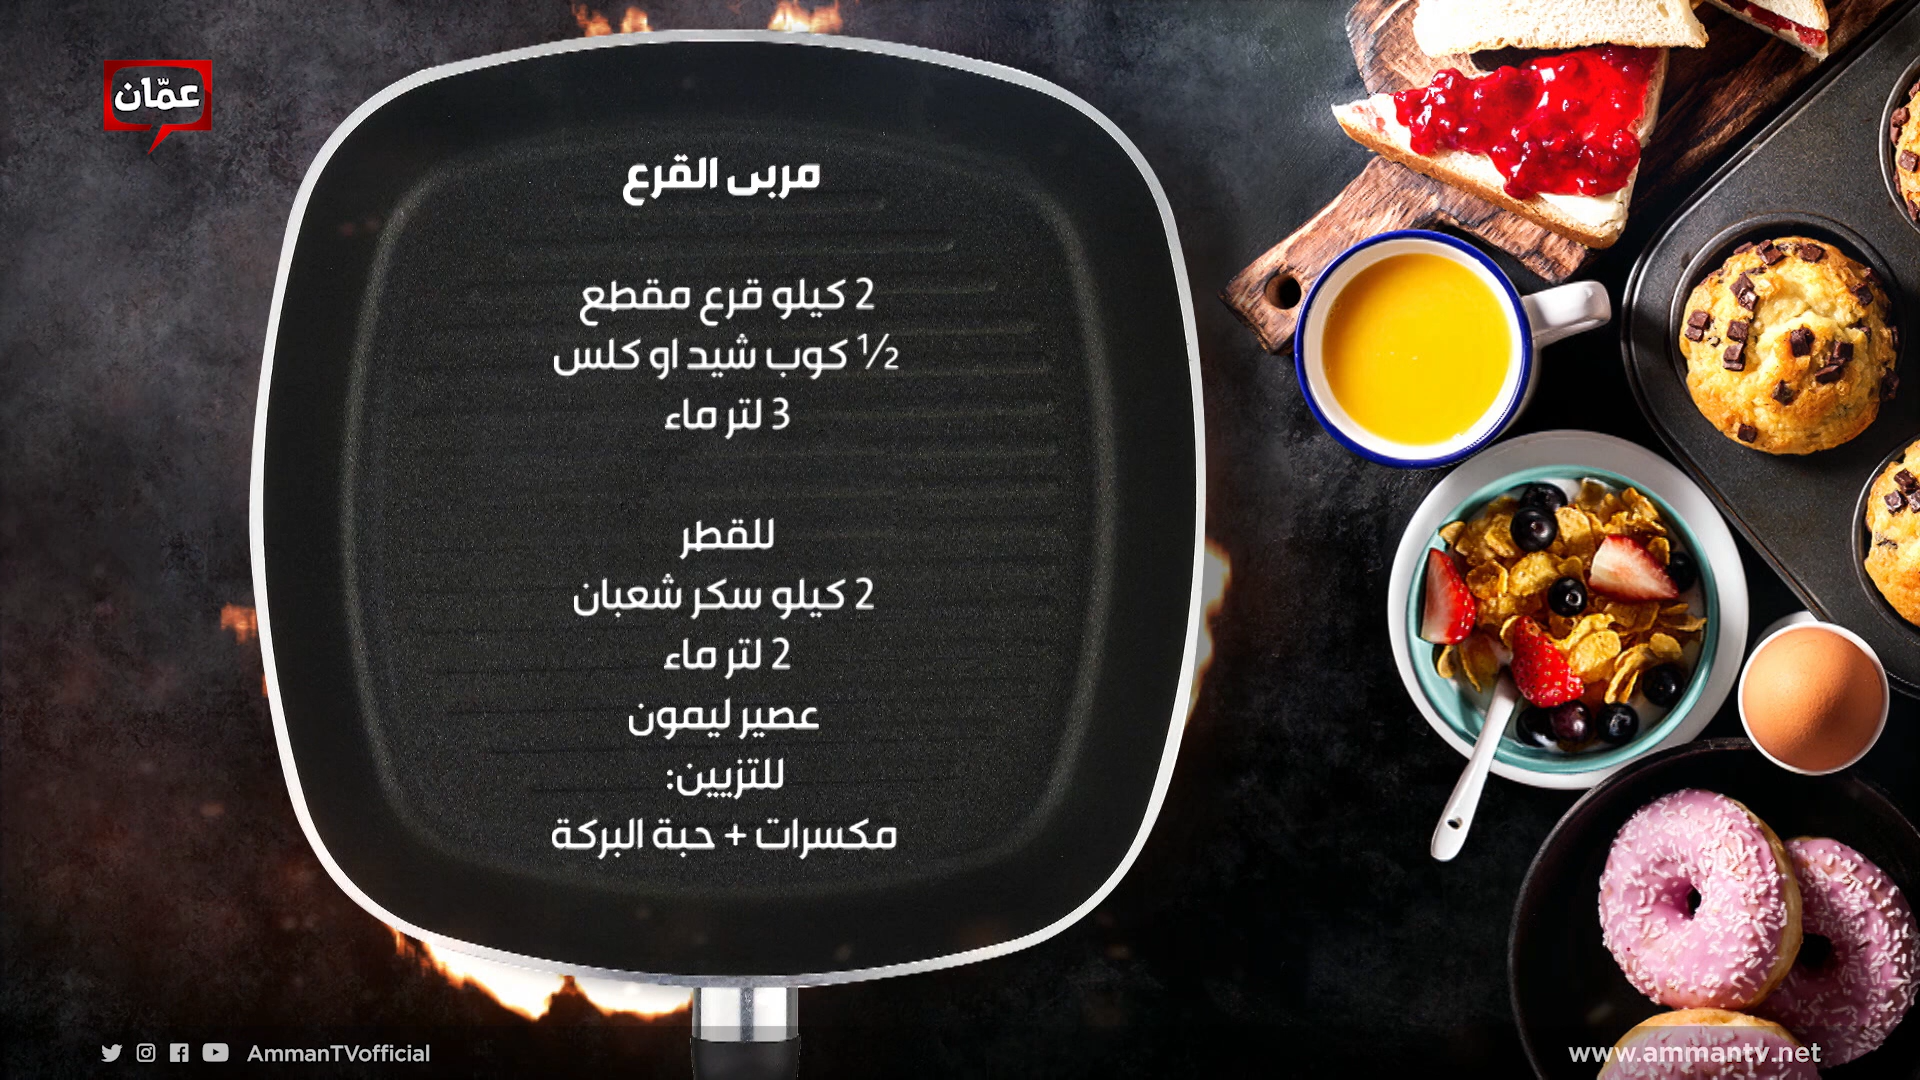 عمّان
مربى القرع
2 كيلو قرع مقطع
½ كوب شيد او كلس
3 لتر ماء
للقطر
2 كيلو سكر شعبان
2 لتر ماء
عصير ليمون
للتزيين:
مكسرات + حبة البركة
AmmanTVofficial
www.ammantv.net